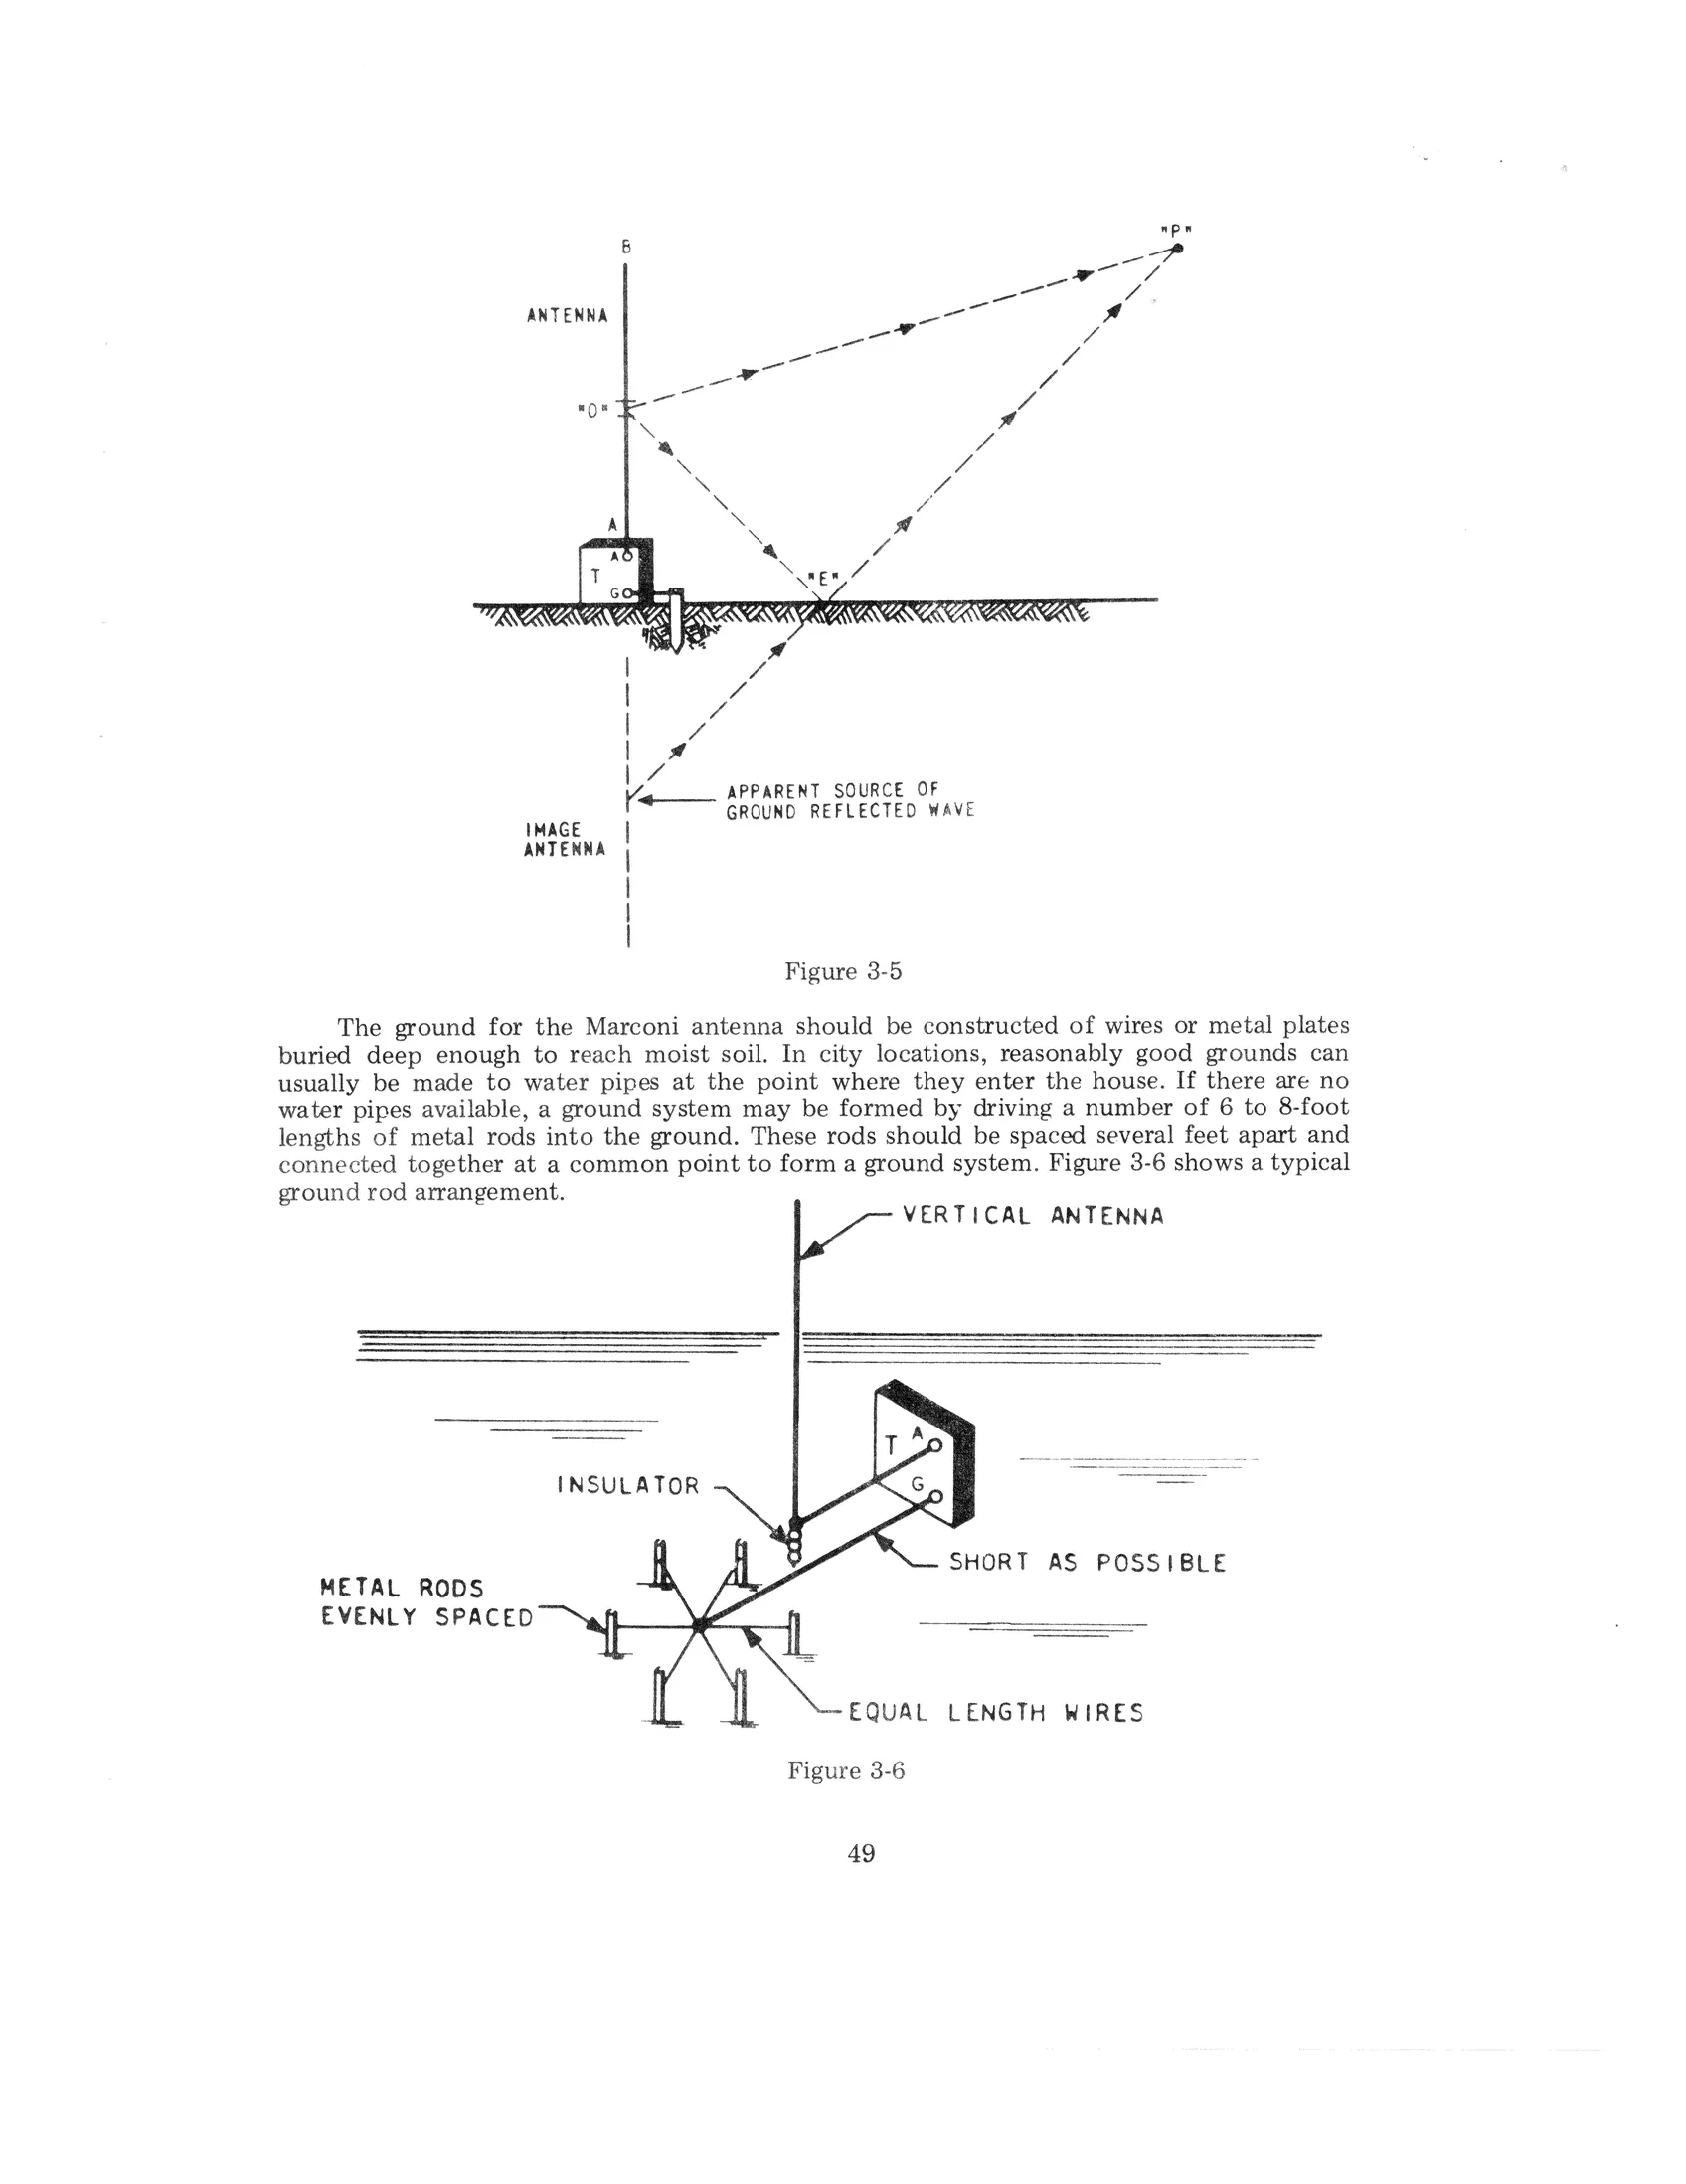 "P"
B
ANTENNA
"O"
A
A
T
G
"E"
APPARENT SOURCE OF
GROUND REFLECTED WAVE
IMAGE
ANTENNA
Figure 3-5
The ground for the Marconi antenna should be constructed of wires or metal plates
buried deep enough to reach moist soil. In city locations, reasonably good grounds can
usually be made to water pipes at the point where they enter the house. If there are no
water pipes available, a ground system may be formed by driving a number of 6 to 8-foot
lengths of metal rods into the ground. These rods should be spaced several feet apart and
connected together at a common point to form a ground system. Figure 3-6 shows a typical
ground rod arrangement.
VERTICAL ANTENNA
T
A
G
INSULATOR
SHORT AS POSSIBLE
METAL RODS
EVENLY SPACED
EQUAL LENGTH WIRES
Figure 3-6
49